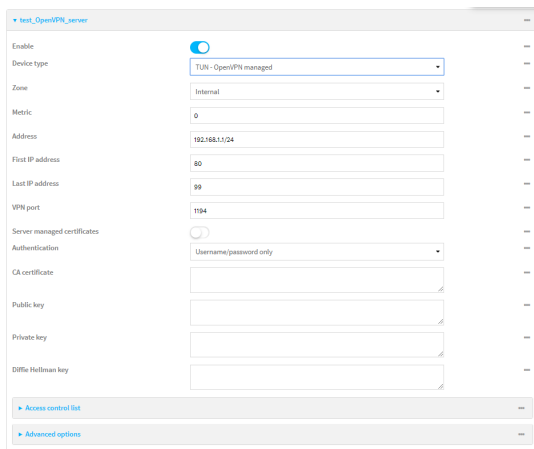 test_OpenVPN_server
Enable
Device type
TUN - OpenVPN managed
Zone
Internal
Metric
0
Address
192.168.1.1/24
First IP address
80
Last IP address
99
VPN port
1194
Server managed certificates
Authentication
Username/password only
CA certificate
Public key
Private key
Diffie Hellman key
Access control list
Advanced options